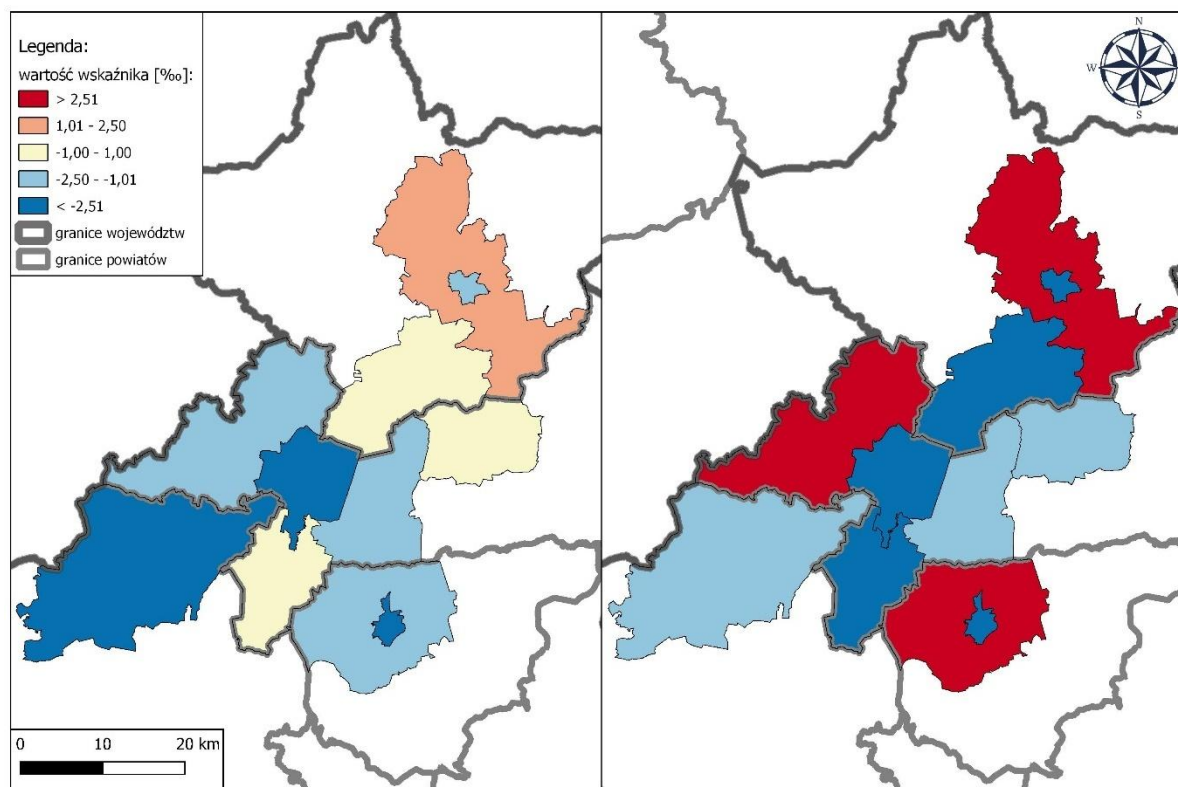 Legenda:
wartość wskaźnika [‰]:
> 2,51
1,01 - 2,50
-1,00 - 1,00
-2,50 - -1,01
< -2,51
granice województw
granice powiatów
N
W
E
S
0 10 20 km